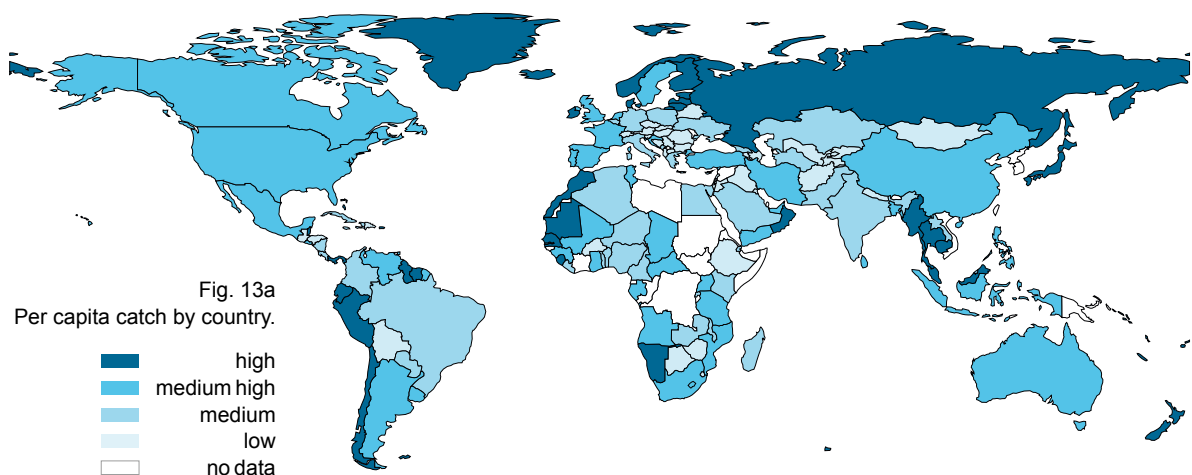 Fig. 13a
Per capita catch by country.
high
medium high
medium
low
no data